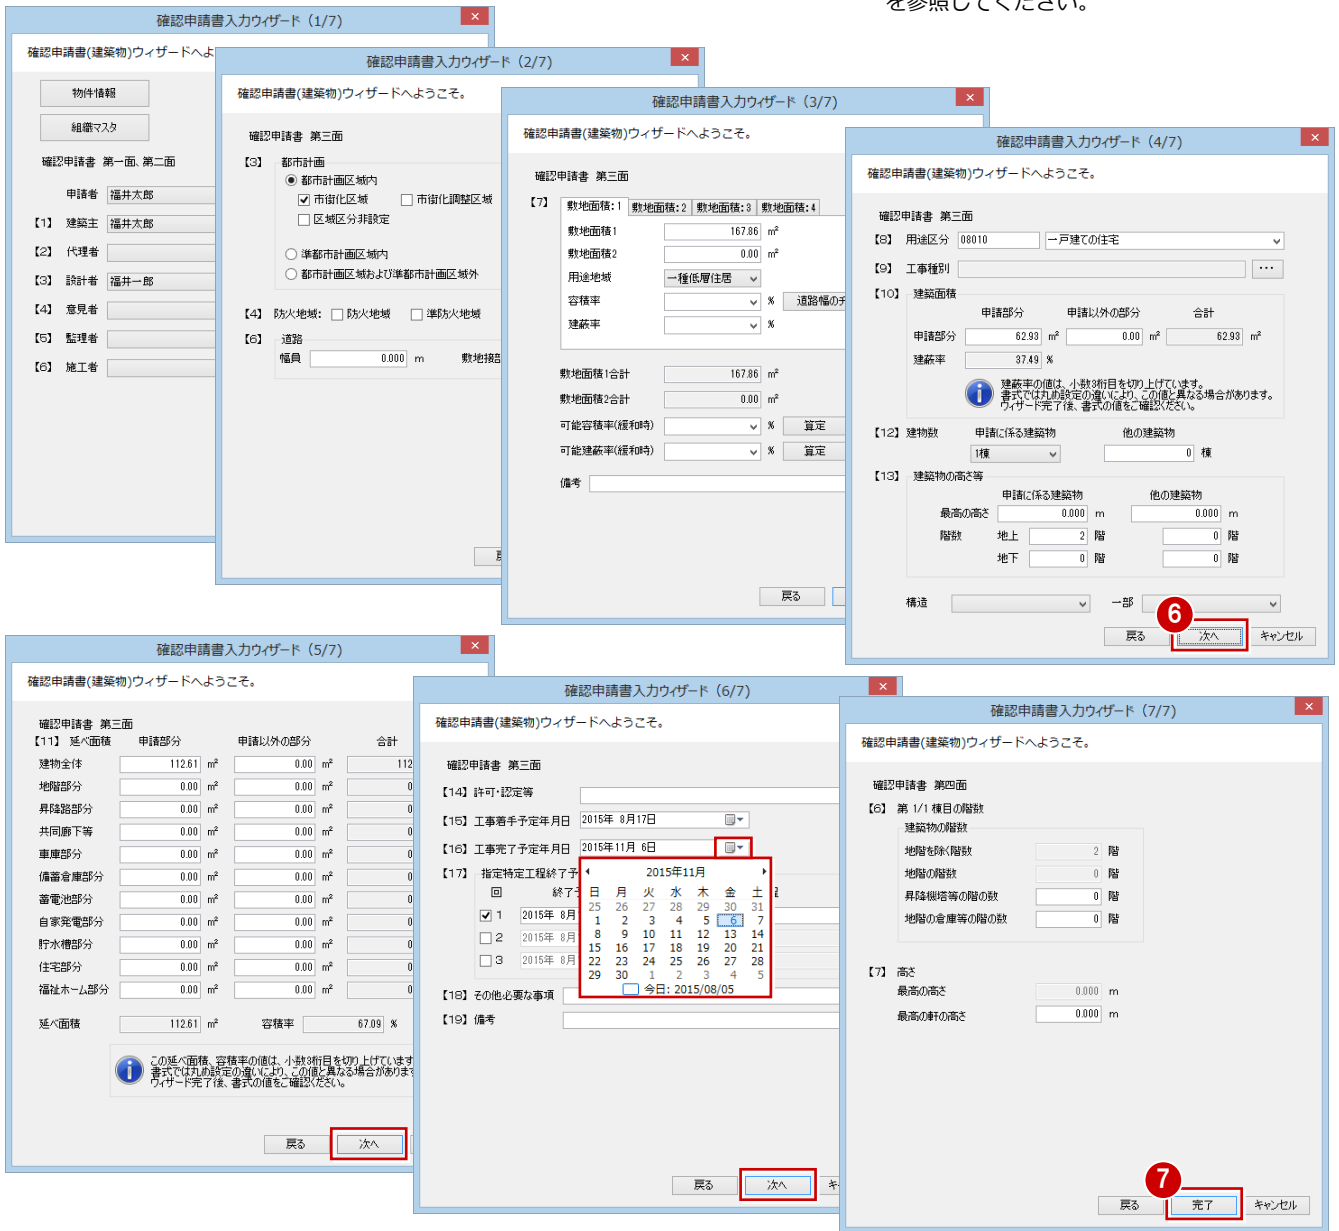 を参照してください。
確認申請書入力ウィザード（1/7）
確認申請書(建築物)ウィザードへよ
物件情報
組織マスタ
確認申請書 第一面、第二面
申請者 福井太郎
【1】 建築主 福井太郎
【2】 代理者
【3】 設計者 福井一郎
【4】 意見者
【5】 監理者
【6】 施工者
確認申請書入力ウィザード（2/7）
確認申請書(建築物)ウィザードへようこそ。
確認申請書 第三面
【3】 都市計画
都市計画区域内
市街化区域 市街化調整区域
区域区分非設定
準都市計画区域内
都市計画区域および準都市計画区域外
【4】 防火地域: 防火地域 準防火地域
【6】 道路
幅員 0.000 m 敷地接部
確認申請書入力ウィザード（3/7）
確認申請書(建築物)ウィザードへようこそ。
確認申請書 第三面
【7】 敷地面積:1 敷地面積:2 敷地面積:3 敷地面積:4
敷地面積1 167.86 m²
敷地面積2 0.00 m²
用途地域 一種低層住居
容積率 % 道路幅のチ
建蔽率 %
敷地面積1合計 167.86 m²
敷地面積2合計 0.00 m²
可能容積率(緩和時) % 算定
可能建蔽率(緩和時) % 算定
備考
戻る
確認申請書入力ウィザード（4/7）
確認申請書(建築物)ウィザードへようこそ。
確認申請書 第三面
【8】 用途区分 08010 一戸建ての住宅
【9】 工事種別 ...
【10】 建築面積
申請部分 申請以外の部分 合計
申請部分 62.93 m² 0.00 m² 62.93 m²
建蔽率 37.49 %
建蔽率の値は、小数3桁目を切り上げています。
書式では丸め設定の違いにより、この値と異なる場合があります。
ウィザード完了後、書式の値をご確認ください。
【12】 建物数 申請に係る建築物 他の建築物
1棟 0 棟
【13】 建築物の高さ等
申請に係る建築物 他の建築物
最高の高さ 0.000 m 0.000 m
階数 地上 2 階 0 階
地下 0 階 0 階
構造 一部
6
戻る 次へ キャンセル
確認申請書入力ウィザード（5/7）
確認申請書(建築物)ウィザードへようこそ。
確認申請書 第三面
【11】 延べ面積 申請部分 申請以外の部分 合計
建物全体 112.61 m² 0.00 m² 112
地階部分 0.00 m² 0.00 m² 0
昇降路部分 0.00 m² 0.00 m² 0
共同廊下等 0.00 m² 0.00 m² 0
車庫部分 0.00 m² 0.00 m² 0
備蓄倉庫部分 0.00 m² 0.00 m² 0
蓄電池部分 0.00 m² 0.00 m² 0
自家発電部分 0.00 m² 0.00 m² 0
貯水槽部分 0.00 m² 0.00 m² 0
住宅部分 0.00 m² 0.00 m² 0
福祉ホーム部分 0.00 m² 0.00 m² 0
延べ面積 112.61 m² 容積率 67.09 %
この延べ面積、容積率の値は、小数3桁目を切り上げています
書式では丸め設定の違いにより、この値と異なる場合がありま
ウィザード完了後、書式の値をご確認ください。
戻る 次へ
確認申請書入力ウィザード（6/7）
確認申請書(建築物)ウィザードへようこそ。
確認申請書 第三面
【14】 許可・認定等
【15】 工事着手予定年月日 2015年 8月17日
【16】 工事完了予定年月日 2015年11月 6日
【17】 指定特定工程終了予
回 終了予
1 2015年 8月
2 2015年 8月
3 2015年 8月
2015年11月
日 月 火 水 木 金 土
25 26 27 28 29 30 31
1 2 3 4 5 6 7
8 9 10 11 12 13 14
15 16 17 18 19 20 21
22 23 24 25 26 27 28
29 30 1 2 3 4 5
今日: 2015/08/05
【18】 その他必要な事項
【19】 備考
戻る 次へ キ
確認申請書入力ウィザード（7/7）
確認申請書(建築物)ウィザードへようこそ。
確認申請書 第四面
【6】 第 1/1 棟目の階数
建築物の階数
地階を除く階数 2 階
地階の階数 0 階
昇降機塔等の階の数 0 階
地階の倉庫等の階の数 0 階
【7】 高さ
最高の高さ 0.000 m
最高の軒の高さ 0.000 m
7
戻る 完了 キャンセル